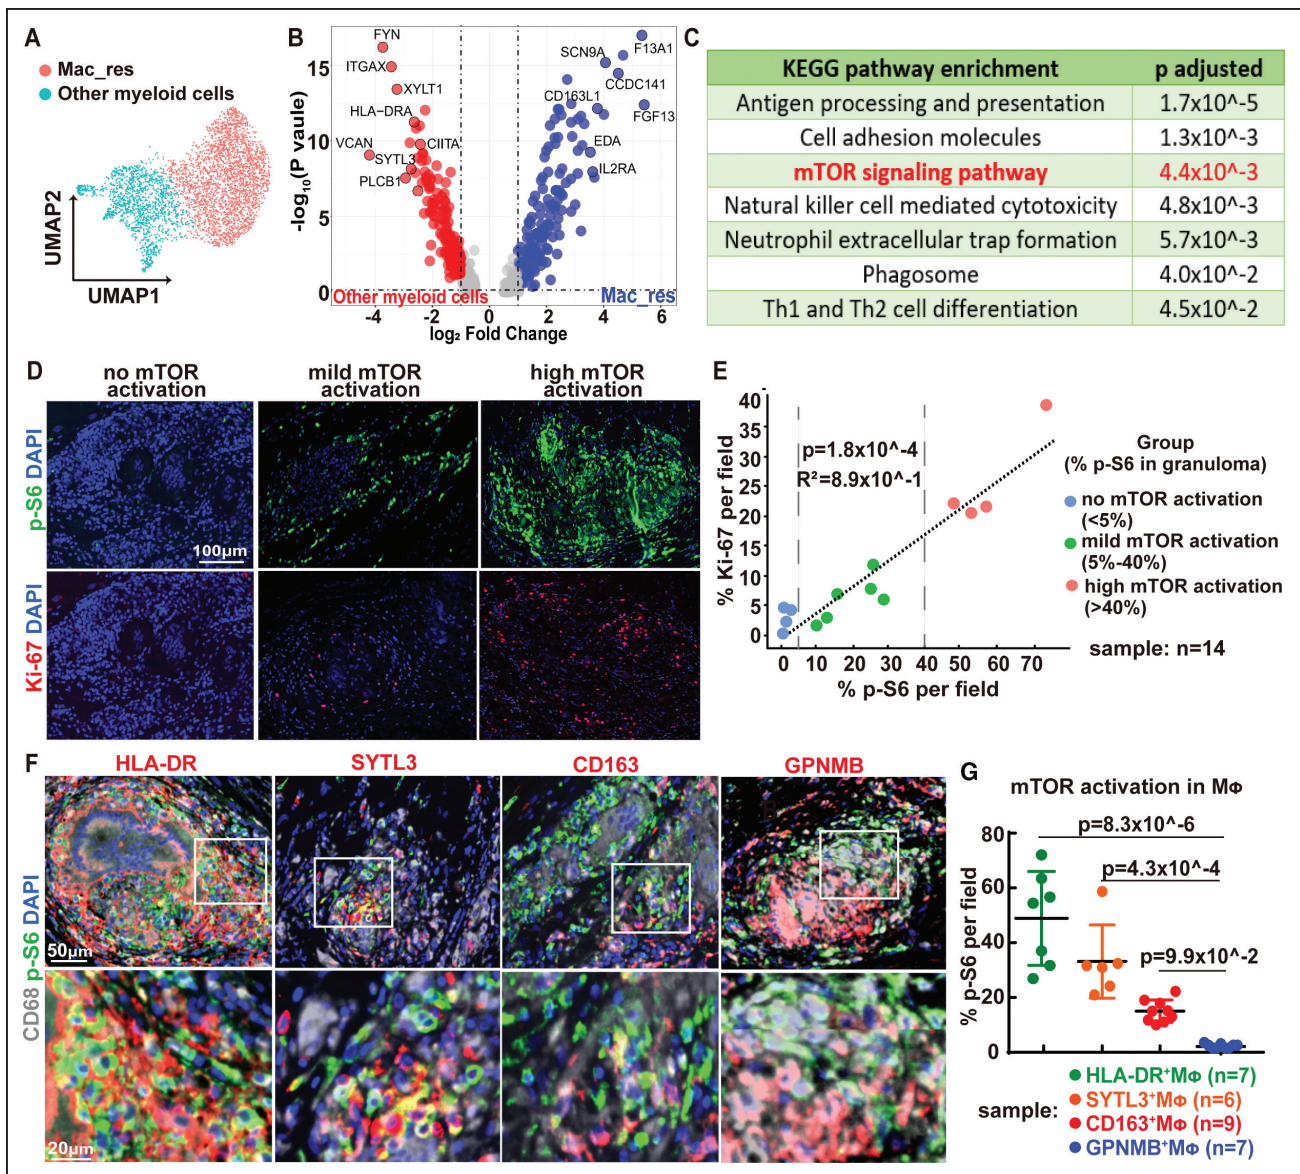 A
Mac_res
Other myeloid cells
UMAP2
UMAP1
B
-log₁₀(P vaule)
15
10
5
0
FYN
ITGAX
XYLT1
HLA-DRA
VCAN
CIITA
SYTL3
PLCB1
SCN9A
F13A1
CCDC141
CD163L1
FGF13
EDA
IL2RA
Other myeloid cells
Mac_res
-4 -2 0 2 4 6
log₂ Fold Change
C
KEGG pathway enrichment p adjusted
Antigen processing and presentation 1.7x10^-5
Cell adhesion molecules 1.3x10^-3
mTOR signaling pathway 4.4x10^-3
Natural killer cell mediated cytotoxicity 4.8x10^-3
Neutrophil extracellular trap formation 5.7x10^-3
Phagosome 4.0x10^-2
Th1 and Th2 cell differentiation 4.5x10^-2
D
no mTOR activation
mild mTOR activation
high mTOR activation
p-S6 DAPI
100µm
Ki-67 DAPI
E
% Ki-67 per field
40
35
30
25
20
15
10
5
0
p=1.8x10^-4
R²=8.9x10^-1
0 10 20 30 40 50 60 70
% p-S6 per field
Group
(% p-S6 in granuloma)
no mTOR activation
(<5%)
mild mTOR activation
(5%-40%)
high mTOR activation
(>40%)
sample: n=14
F
HLA-DR SYTL3 CD163 GPNMB
CD68 p-S6 DAPI
50µm
20µm
G
mTOR activation in MΦ
% p-S6 per field
80
60
40
20
0
p=8.3x10^-6
p=4.3x10^-4
p=9.9x10^-2
sample:
HLA-DR⁺MΦ (n=7)
SYTL3⁺MΦ (n=6)
CD163⁺MΦ (n=9)
GPNMB⁺MΦ (n=7)